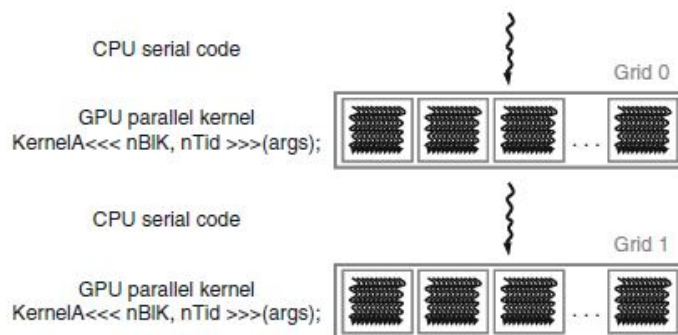 CPU serial code
Grid 0
GPU parallel kernel
KernelA<<< nBlK, nTid >>>(args);
. . .
CPU serial code
Grid 1
GPU parallel kernel
KernelA<<< nBlK, nTid >>>(args);
. . .